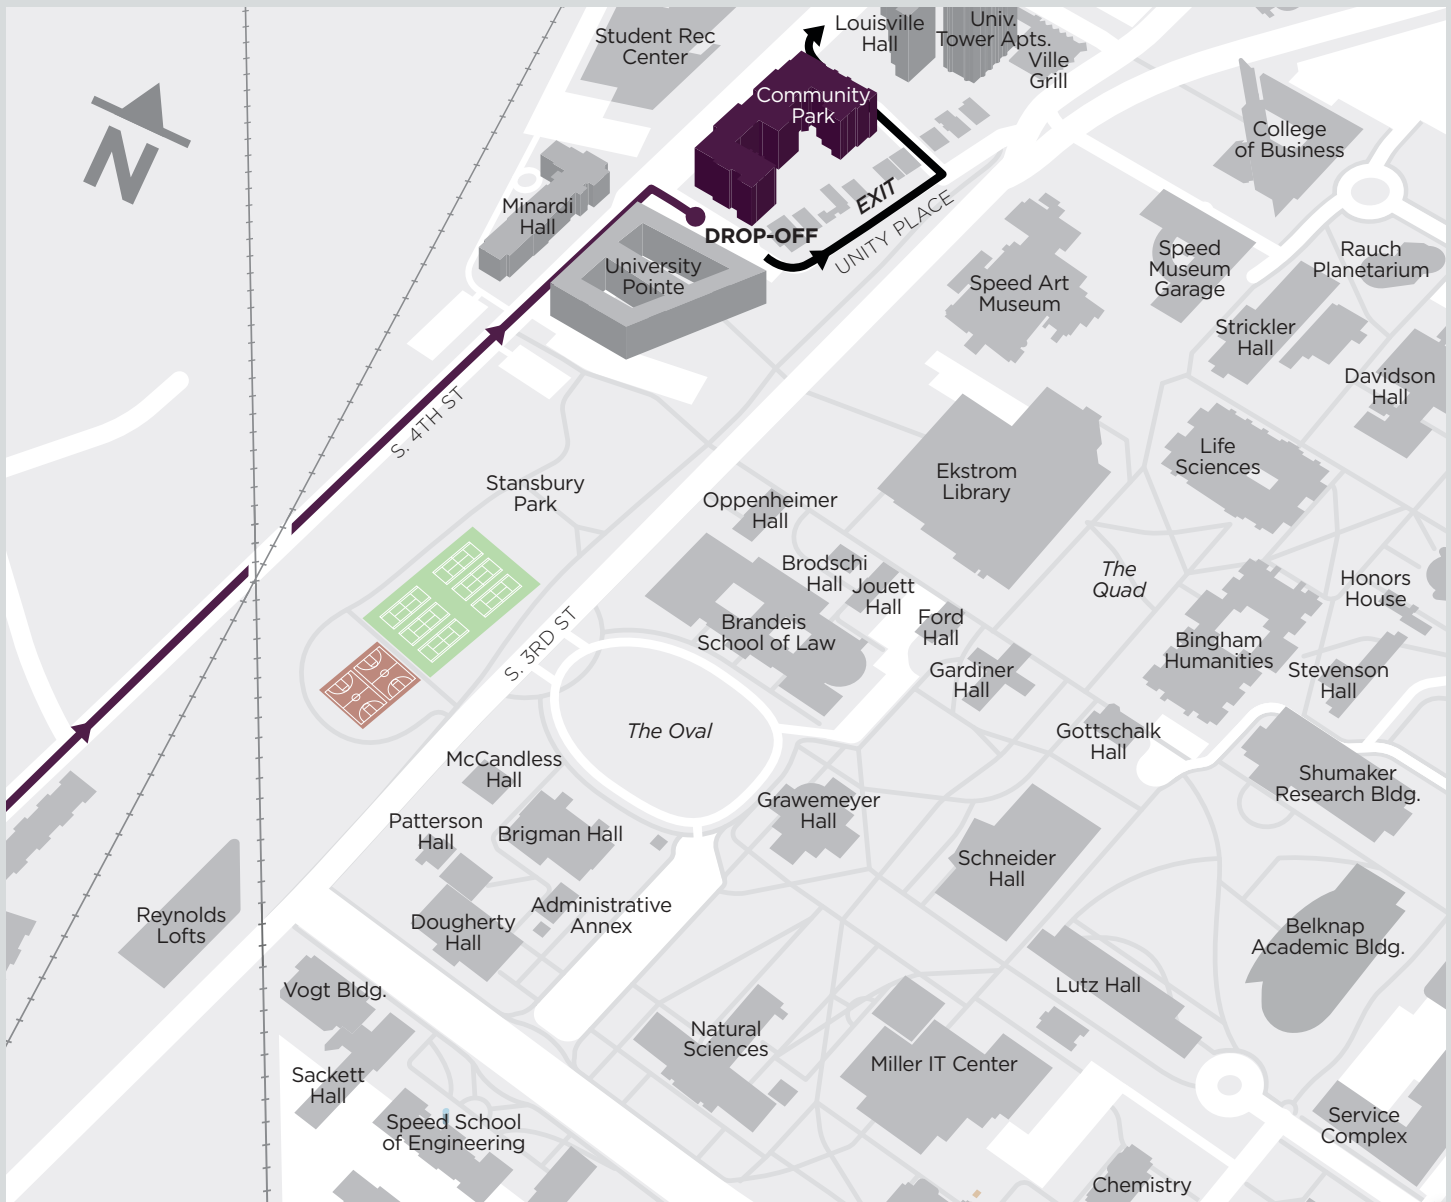 Student Rec
Center
Louisville
Hall
Univ.
Tower Apts.
Ville
Grill
Community
Park
College
of Business
N
Minardi
Hall
EXIT
UNITY PLACE
DROP-OFF
University
Pointe
Speed Art
Museum
Speed
Museum
Garage
Rauch
Planetarium
Strickler
Hall
Davidson
Hall
S. 4TH ST
Life
Sciences
Ekstrom
Library
Stansbury
Park
Oppenheimer
Hall
Brodschi
Hall
Jouett
Hall
The
Quad
Honors
House
Ford
Hall
Brandeis
School of Law
Bingham
Humanities
S. 3RD ST
Gardiner
Hall
Stevenson
Hall
The Oval
Gottschalk
Hall
McCandless
Hall
Shumaker
Research Bldg.
Grawemeyer
Hall
Patterson
Hall
Brigman Hall
Schneider
Hall
Reynolds
Lofts
Dougherty
Hall
Administrative
Annex
Belknap
Academic Bldg.
Vogt Bldg.
Lutz Hall
Natural
Sciences
Miller IT Center
Sackett
Hall
Speed School
of Engineering
Service
Complex
Chemistry